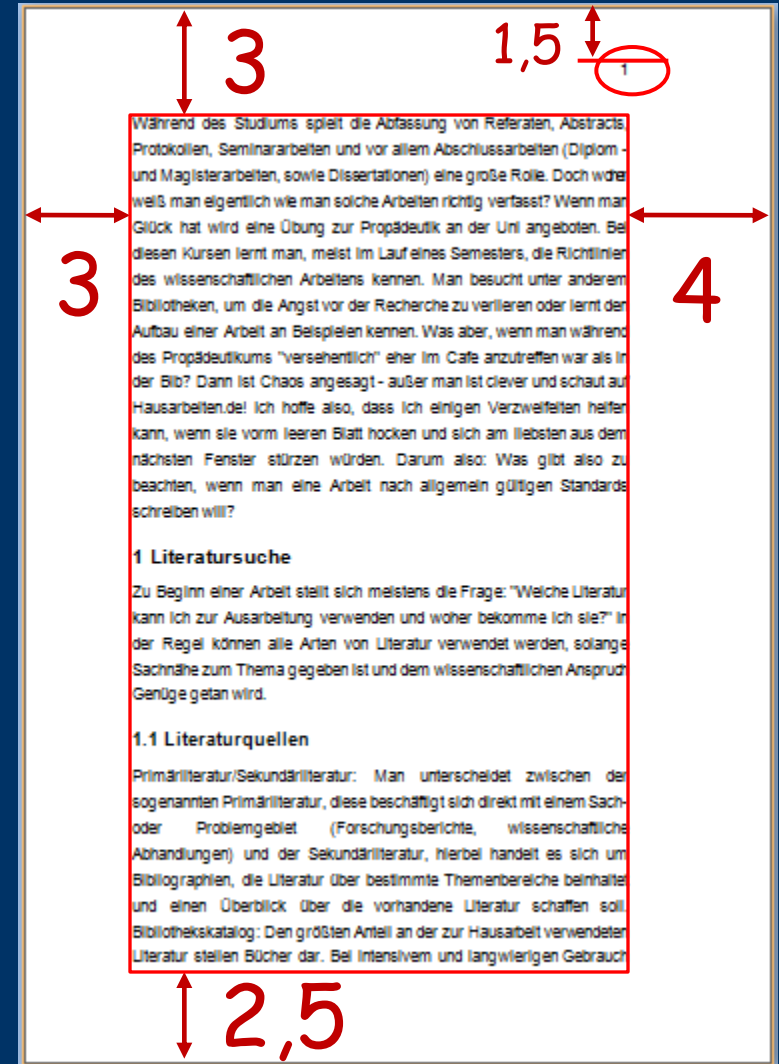 3
1,5
1
Während des Studiums spielt die Abfassung von Referaten, Abstracts,
Protokollen, Seminararbeiten und vor allem Abschlussarbeiten (Diplom -
und Magisterarbeiten, sowie Dissertationen) eine große Rolle. Doch woher
weiß man eigentlich wie man solche Arbeiten richtig verfasst? Wenn man
Glück hat wird eine Übung zur Propädeutik an der Uni angeboten. Bei
diesen Kursen lernt man, meist im Lauf eines Semesters, die Richtlinien
des wissenschaftlichen Arbeitens kennen. Man besucht unter anderem
Bibliotheken, um die Angst vor der Recherche zu verlieren oder lernt den
Aufbau einer Arbeit an Beispielen kennen. Was aber, wenn man während
des Propädeutikums "versehentlich" eher im Cafe anzutreffen war als in
der Bib? Dann ist Chaos angesagt - außer man ist clever und schaut auf
Hausarbeiten.de! Ich hoffe also, dass ich einigen Verzweifelten helfen
kann, wenn sie vorm leeren Blatt hocken und sich am liebsten aus dem
nächsten Fenster stürzen würden. Darum also: Was gibt also zu
beachten, wenn man eine Arbeit nach allgemein gültigen Standards
schreiben will?
3
4
1 Literatursuche
Zu Beginn einer Arbeit stellt sich meistens die Frage: "Welche Literatur
kann ich zur Ausarbeitung verwenden und woher bekomme ich sie?" In
der Regel können alle Arten von Literatur verwendet werden, solange
Sachnähe zum Thema gegeben ist und dem wissenschaftlichen Anspruch
Genüge getan wird.
1.1 Literaturquellen
Primärliteratur/Sekundärliteratur: Man unterscheidet zwischen der
sogenannten Primärliteratur, diese beschäftigt sich direkt mit einem Sach-
oder Problemgebiet (Forschungsberichte, wissenschaftliche
Abhandlungen) und der Sekundärliteratur, hierbei handelt es sich um
Bibliographien, die Literatur über bestimmte Themenbereiche beinhaltet
und einen Überblick über die vorhandene Literatur schaffen soll.
Bibliothekskatalog: Den größten Anteil an der zur Hausarbeit verwendeten
Literatur stellen Bücher dar. Bei intensivem und langwierigen Gebrauch
2,5